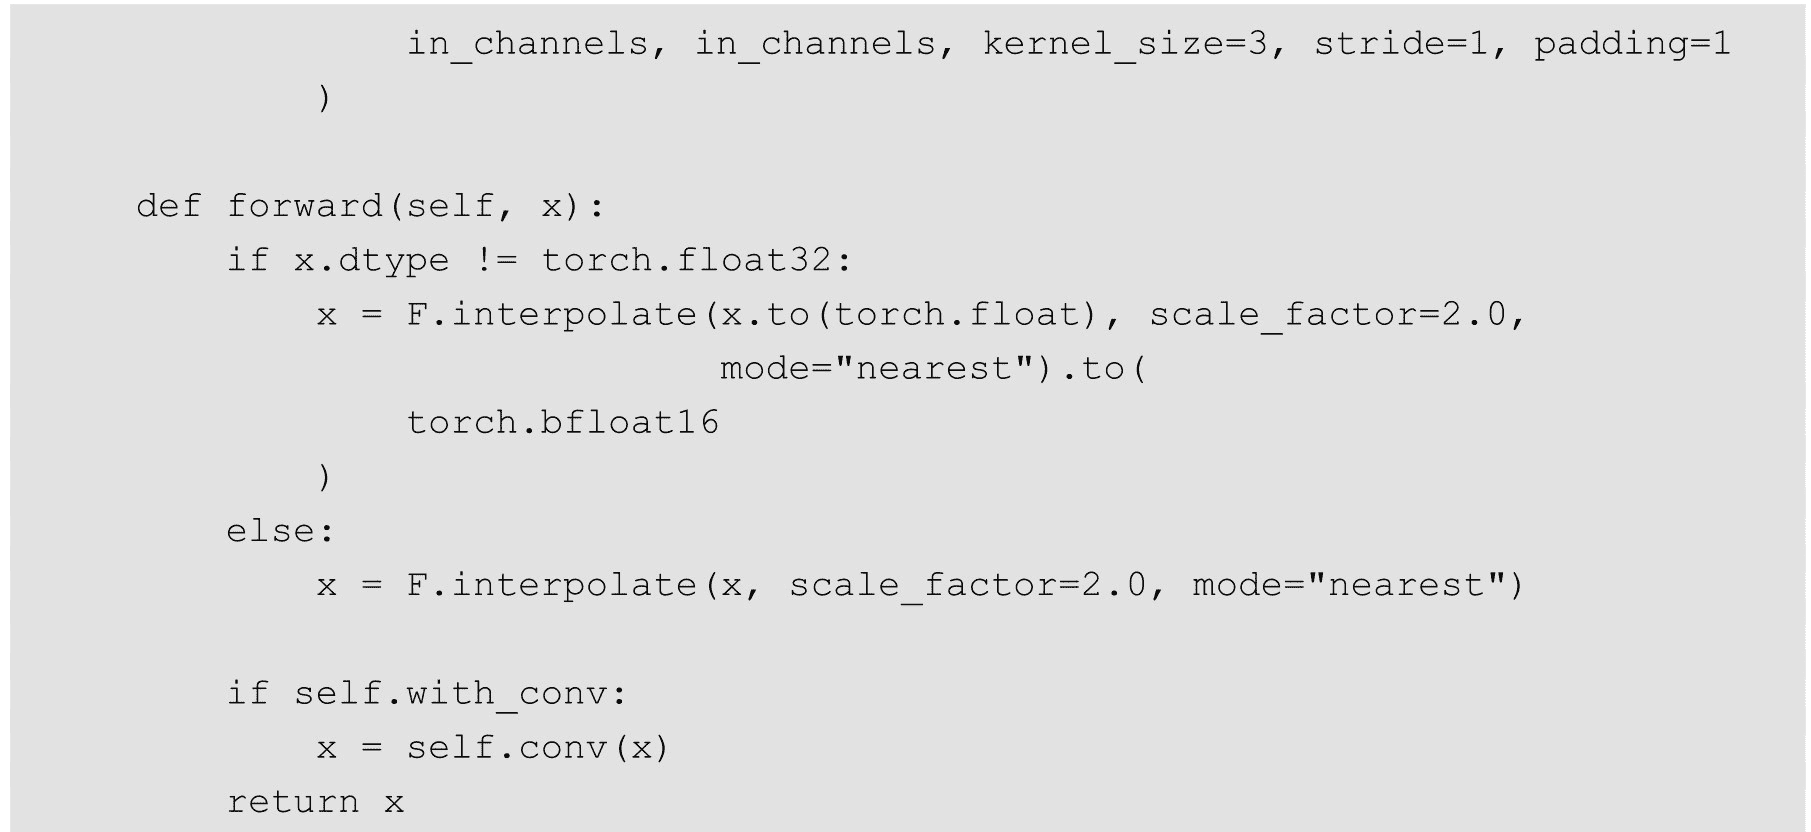 in_channels, in_channels, kernel_size=3, stride=1, padding=1
)
def forward(self, x):
if x.dtype != torch.float32:
x = F.interpolate(x.to(torch.float), scale_factor=2.0,
mode="nearest").to(
torch.bfloat16
)
else:
x = F.interpolate(x, scale_factor=2.0, mode="nearest")
if self.with_conv:
x = self.conv(x)
return x